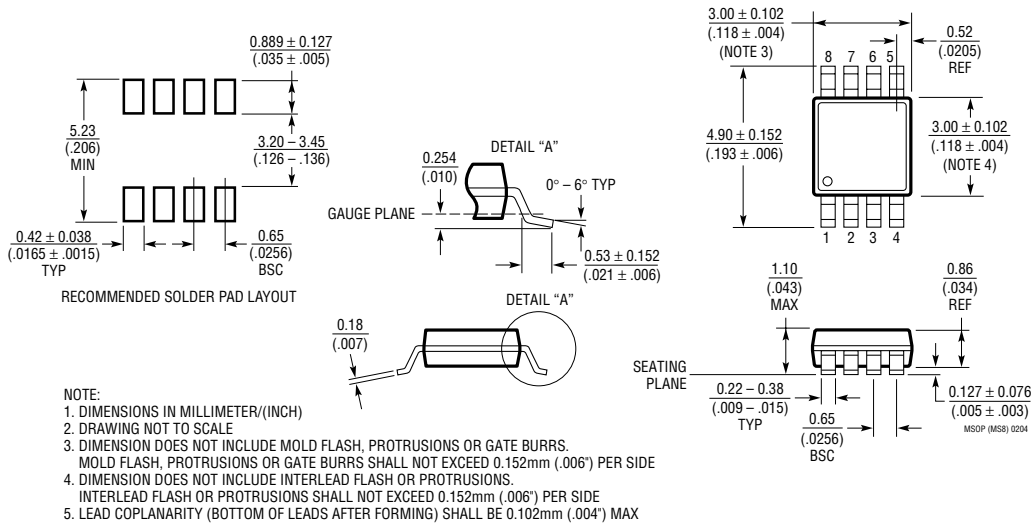 0.889 ± 0.127
(.035 ± .005)
5.23
(.206)
MIN
3.20 – 3.45
(.126 – .136)
0.42 ± 0.038
(.0165 ± .0015)
TYP
0.65
(.0256)
BSC
RECOMMENDED SOLDER PAD LAYOUT
DETAIL “A”
0.254
(.010)
0° – 6° TYP
GAUGE PLANE
0.53 ± 0.152
(.021 ± .006)
DETAIL “A”
0.18
(.007)
3.00 ± 0.102
(.118 ± .004)
(NOTE 3)
0.52
(.0205)
REF
8 7 6 5
4.90 ± 0.152
(.193 ± .006)
3.00 ± 0.102
(.118 ± .004)
(NOTE 4)
1 2 3 4
1.10
(.043)
MAX
0.86
(.034)
REF
SEATING
PLANE
0.22 – 0.38
(.009 – .015)
TYP
0.65
(.0256)
BSC
0.127 ± 0.076
(.005 ± .003)
MSOP (MS8) 0204
NOTE:
1. DIMENSIONS IN MILLIMETER/(INCH)
2. DRAWING NOT TO SCALE
3. DIMENSION DOES NOT INCLUDE MOLD FLASH, PROTRUSIONS OR GATE BURRS.
MOLD FLASH, PROTRUSIONS OR GATE BURRS SHALL NOT EXCEED 0.152mm (.006") PER SIDE
4. DIMENSION DOES NOT INCLUDE INTERLEAD FLASH OR PROTRUSIONS.
INTERLEAD FLASH OR PROTRUSIONS SHALL NOT EXCEED 0.152mm (.006") PER SIDE
5. LEAD COPLANARITY (BOTTOM OF LEADS AFTER FORMING) SHALL BE 0.102mm (.004") MAX